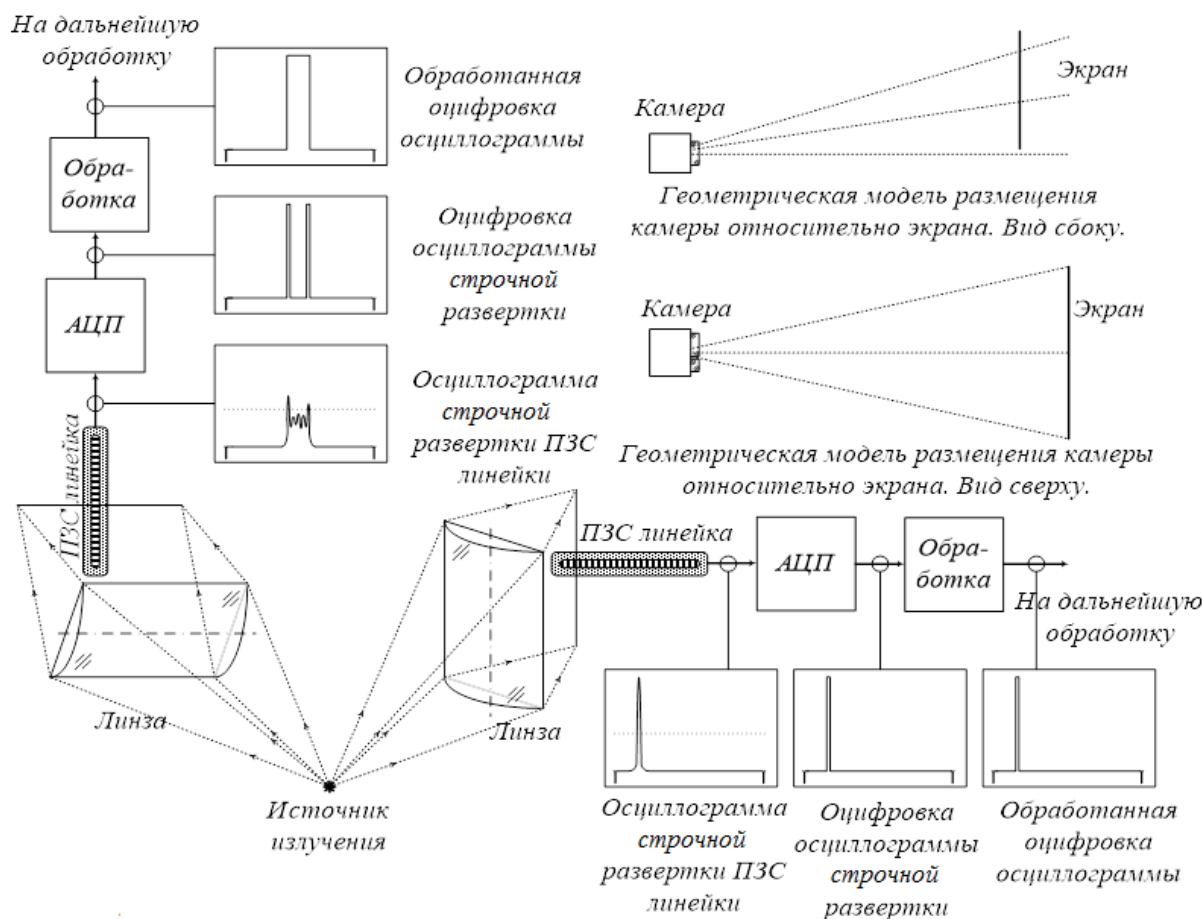 На дальнейшую
обработку
Обработанная
оцифровка
осциллограммы
Обра-
ботка
Оцифровка
осциллограммы
строчной
развертки
АЦП
Осциллограмма
строчной
развертки ПЗС
линейки
ПЗС линейка
Линза
Источник
излучения
Камера
Экран
Геометрическая модель размещения
камеры относительно экрана. Вид сбоку.
Камера
Экран
Геометрическая модель размещения камеры
относительно экрана. Вид сверху.
ПЗС линейка
АЦП
Обра-
ботка
На дальнейшую
обработку
Линза
Осциллограмма
строчной
развертки ПЗС
линейки
Оцифровка
осциллограммы
строчной
развертки
Обработанная
оцифровка
осциллограммы